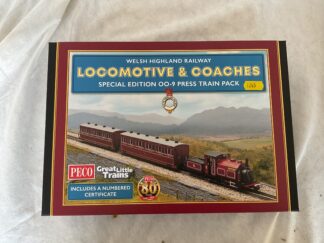 WELSH HIGHLAND RAILWAY
LOCOMOTIVE & COACHES
SPECIAL EDITION OO-9 PRESS TRAIN PACK
PECO
Great Little
Trains
INCLUDES A NUMBERED
CERTIFICATE
80